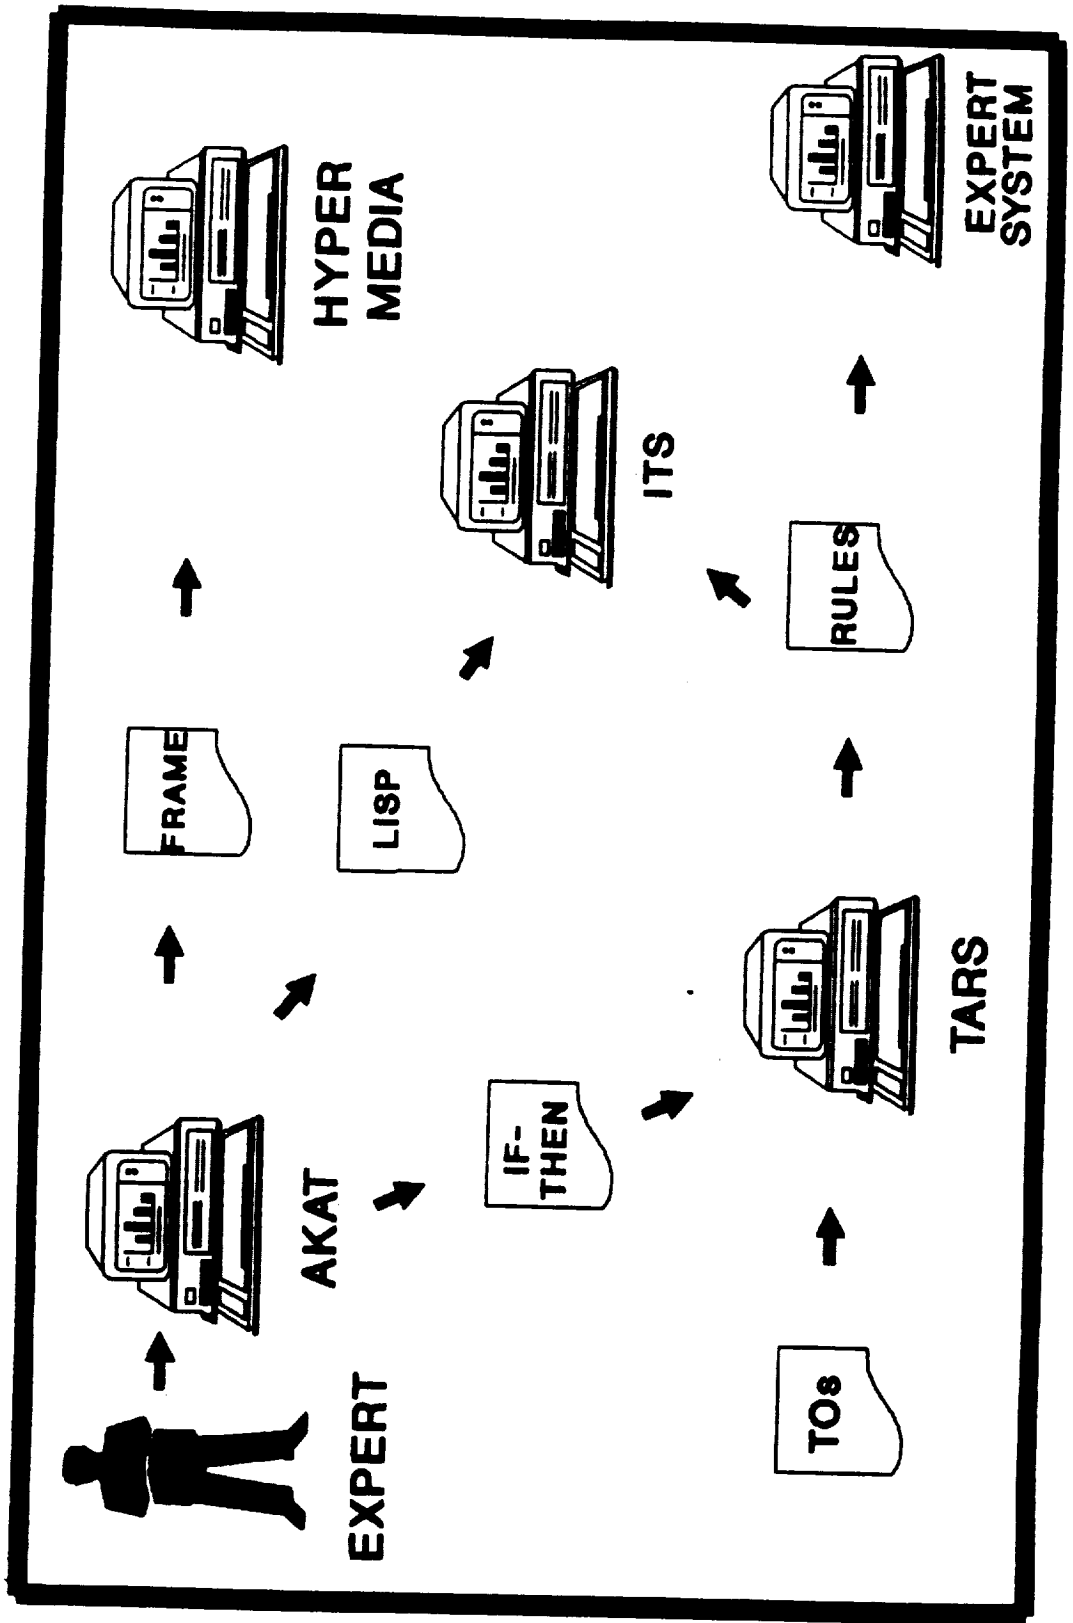 EXPERT
AKAT
FRAME
HYPER
MEDIA
LISP
ITS
IF-
THEN
TOs
TARS
RULES
EXPERT
SYSTEM